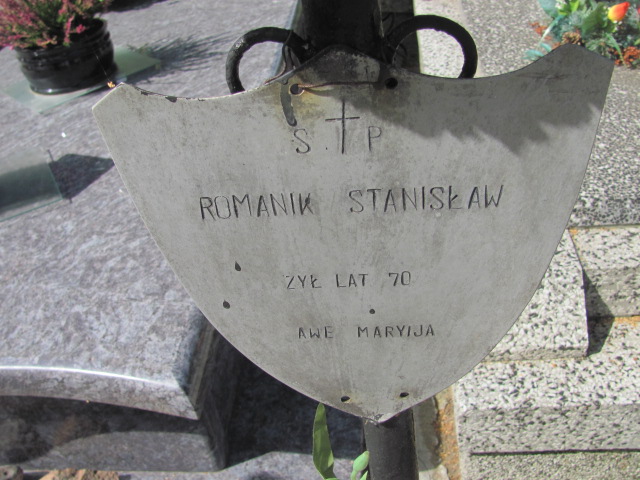 S † P
ROMANIK STANISŁAW
ŻYŁ LAT 70
AWE MARYIJA